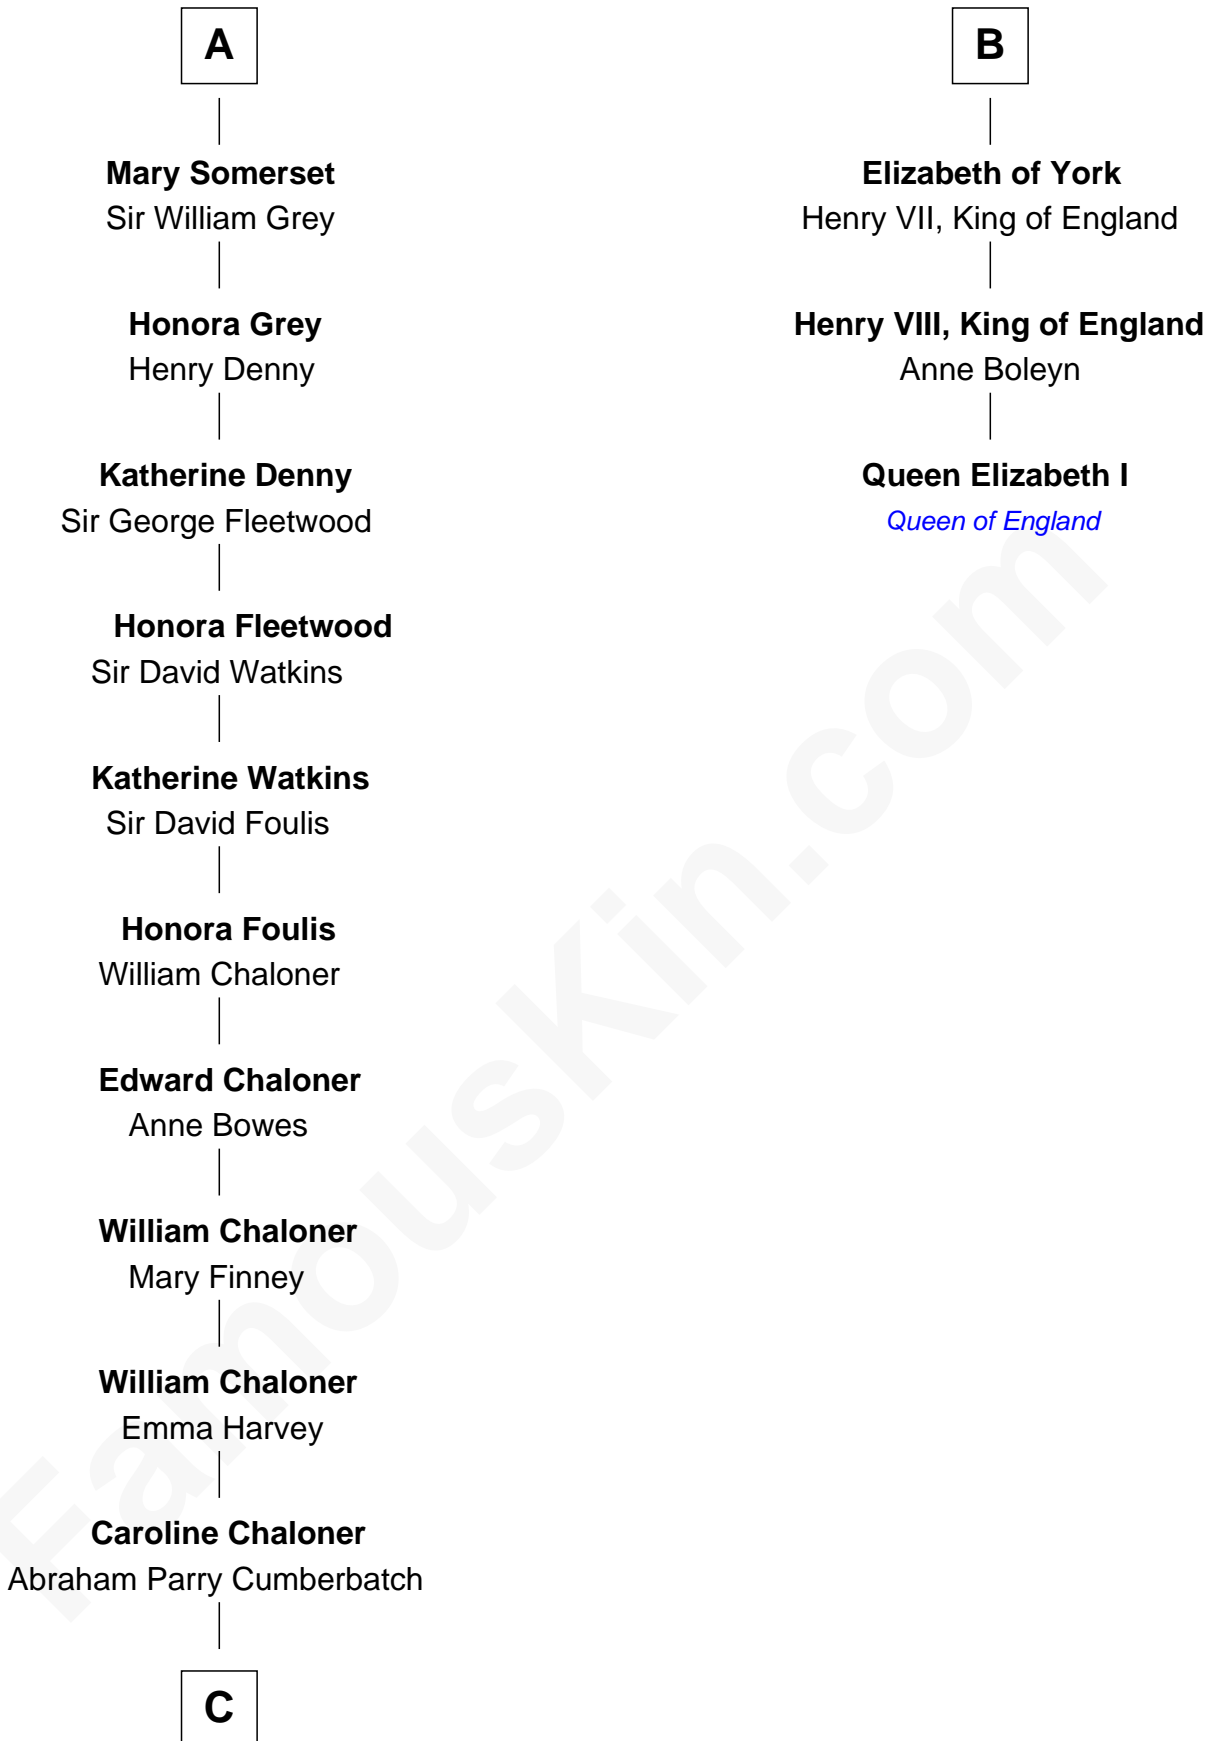 A
Mary Somerset
Sir William Grey
Honora Grey
Henry Denny
Katherine Denny
Sir George Fleetwood
Honora Fleetwood
Sir David Watkins
Katherine Watkins
Sir David Foulis
Honora Foulis
William Chaloner
Edward Chaloner
Anne Bowes
William Chaloner
Mary Finney
William Chaloner
Emma Harvey
Caroline Chaloner
Abraham Parry Cumberbatch
C
B
Elizabeth of York
Henry VII, King of England
Henry VIII, King of England
Anne Boleyn
Queen Elizabeth I
Queen of England
FamousKin.com